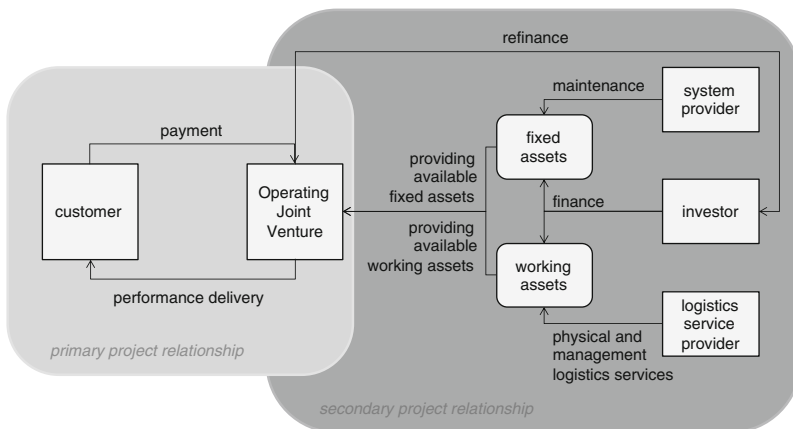 refinance
maintenance
system
provider
payment
fixed
assets
providing
available
fixed assets
customer
Operating
Joint
Venture
finance
investor
providing
available
working assets
working
assets
performance delivery
logistics
service
provider
physical and
management
logistics services
primary project relationship
secondary project relationship